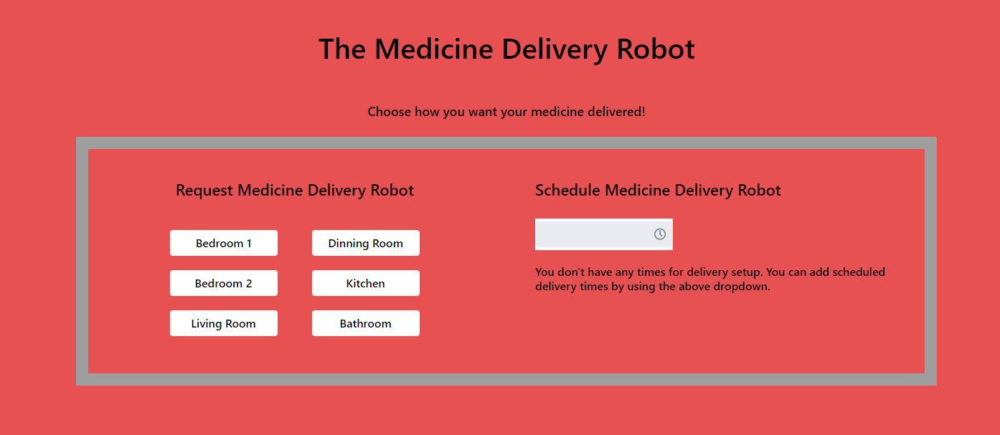 The Medicine Delivery Robot
Choose how you want your medicine delivered!
Request Medicine Delivery Robot
Bedroom 1
Dinning Room
Bedroom 2
Kitchen
Living Room
Bathroom
Schedule Medicine Delivery Robot
You don't have any times for delivery setup. You can add scheduled
delivery times by using the above dropdown.